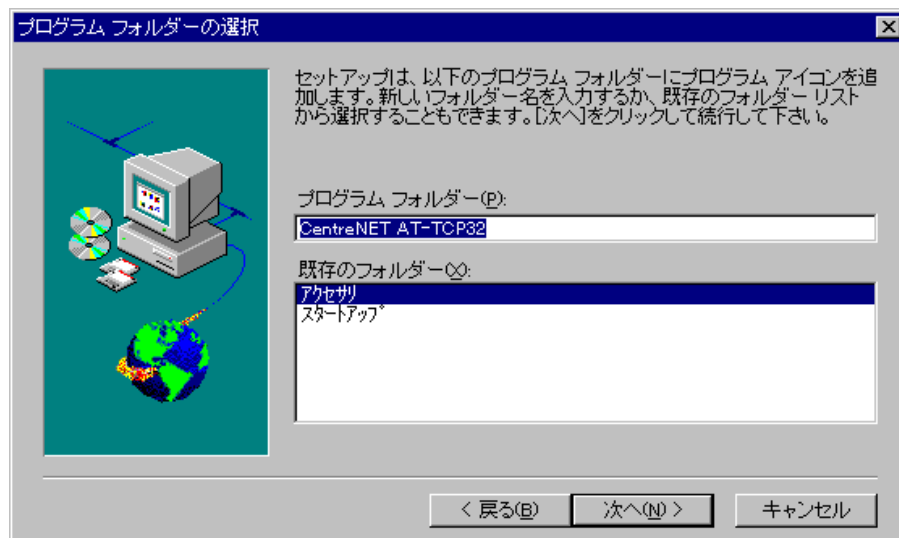 プログラム フォルダーの選択
セットアップは、以下のプログラム フォルダーにプログラム アイコンを追
加します。新しいフォルダー名を入力するか、既存のフォルダー リスト
から選択することもできます。[次へ]をクリックして続行して下さい。
プログラム フォルダー(P):
CentreNET AT-TCP32
既存のフォルダー(X):
アクセサリ
スタートアップ
< 戻る(B)
次へ(N) >
キャンセル